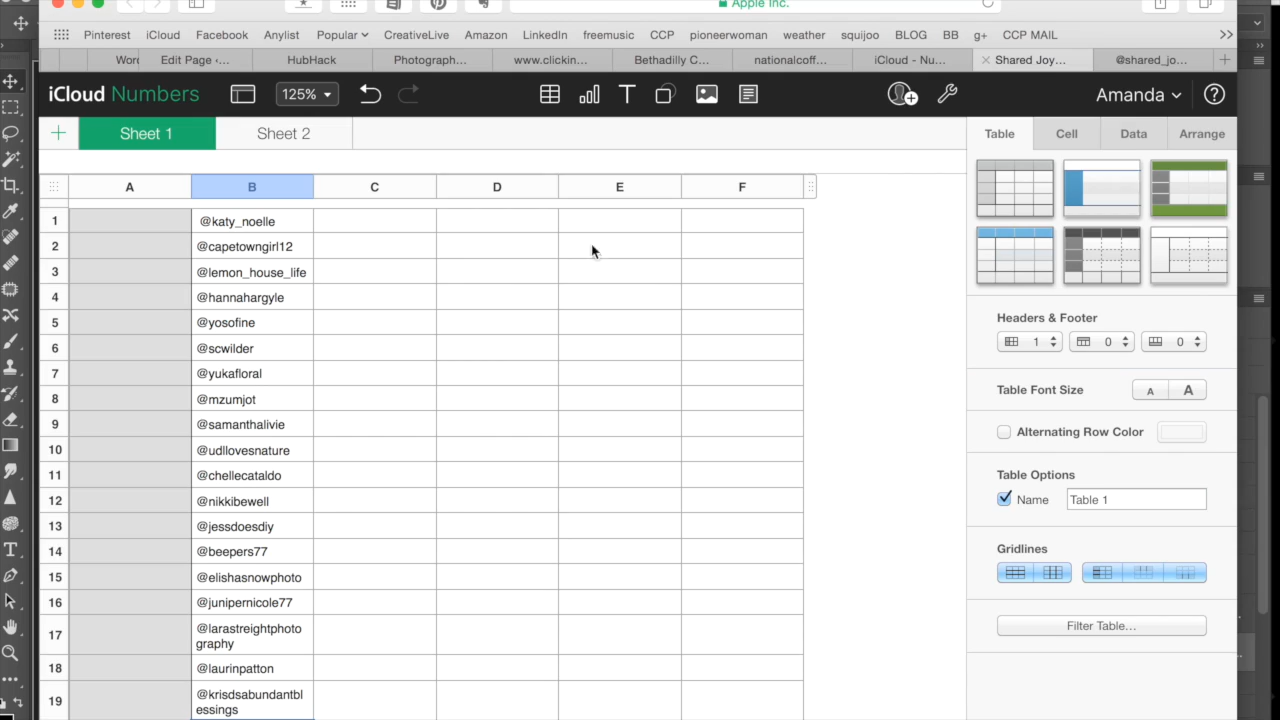 Apple Inc.
Pinterest iCloud Facebook Anylist Popular CreativeLive Amazon LinkedIn freemusic CCP pioneerwoman weather squijoo BLOG BB g+ CCP MAIL
Word Edit Page ‹... HubHack Photograph... www.clickin... Bethadilly C... nationalcoff... iCloud - Nu... Shared Joy... @shared_jo...
iCloud Numbers 125% Amanda
Sheet 1 Sheet 2
Table Cell Data Arrange
A B C D E F
1 @katy_noelle
2 @capetowngirl12
3 @lemon_house_life
4 @hannahargyle
5 @yosofine
6 @scwilder
7 @yukafloral
8 @mzumjot
9 @samanthalivie
10 @udllovesnature
11 @chellecataldo
12 @nikkibewell
13 @jessdoesdiy
14 @beepers77
15 @elishasnowphoto
16 @junipernicole77
17 @larastreightphoto
graphy
18 @laurinpatton
19 @krisdsabundantbl
essings
Headers & Footer
1 0 0
Table Font Size A A
Alternating Row Color
Table Options
Name Table 1
Gridlines
Filter Table...